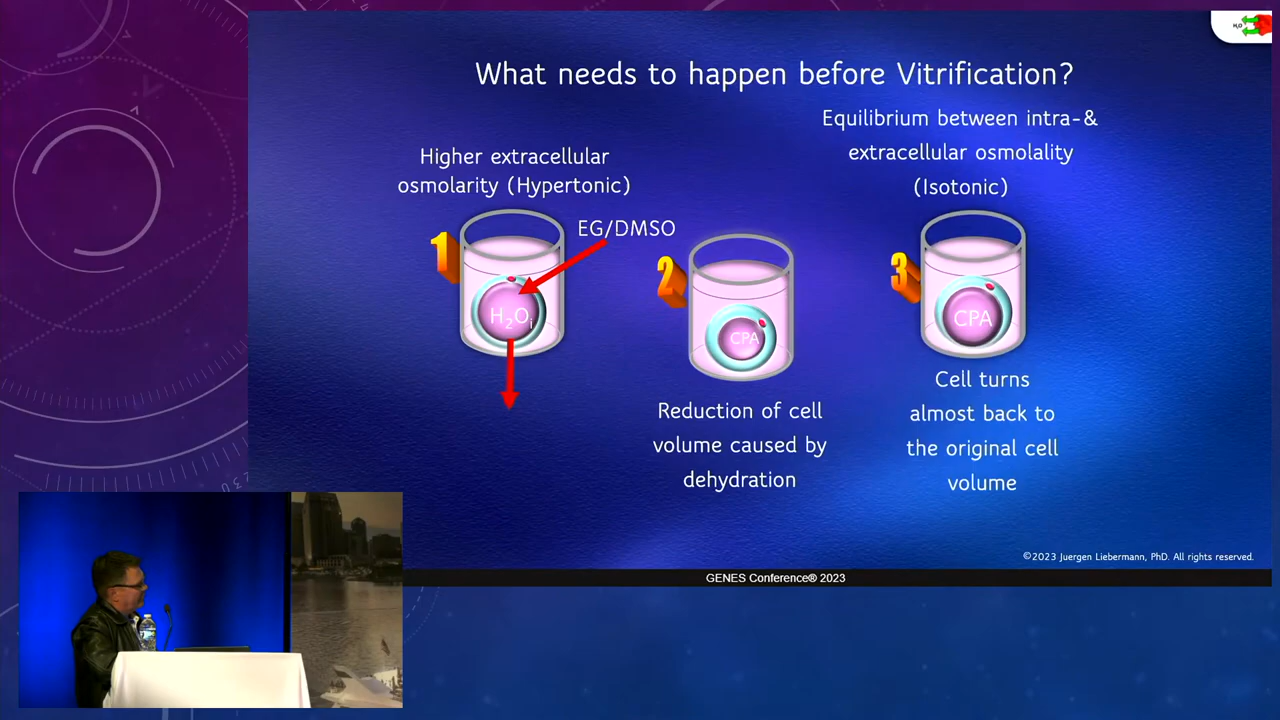 H₂O
What needs to happen before Vitrification?
Higher extracellular
osmolarity (Hypertonic)
EG/DMSO
1
H₂Oᵢ
2
CPA
Reduction of cell
volume caused by
dehydration
Equilibrium between intra-&
extracellular osmolality
(Isotonic)
3
CPA
Cell turns
almost back to
the original cell
volume
©2023 Juergen Liebermann, PhD. All rights reserved.
GENES Conference® 2023